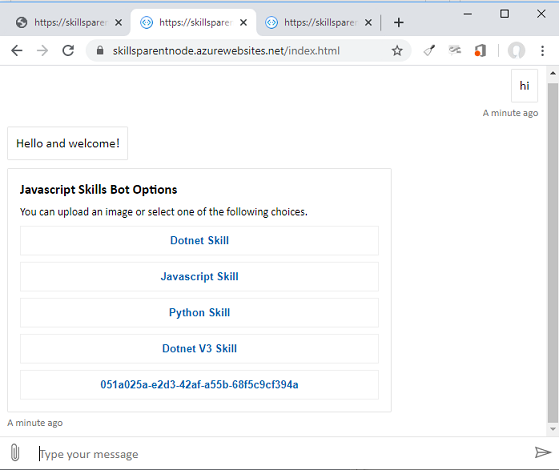 https://skillsparen
https://skillsparen
https://skillsparen
skillsparentnode.azurewebsites.net/index.html
hi
A minute ago
Hello and welcome!
Javascript Skills Bot Options
You can upload an image or select one of the following choices.
Dotnet Skill
Javascript Skill
Python Skill
Dotnet V3 Skill
051a025a-e2d3-42af-a55b-68f5c9cf394a
A minute ago
Type your message